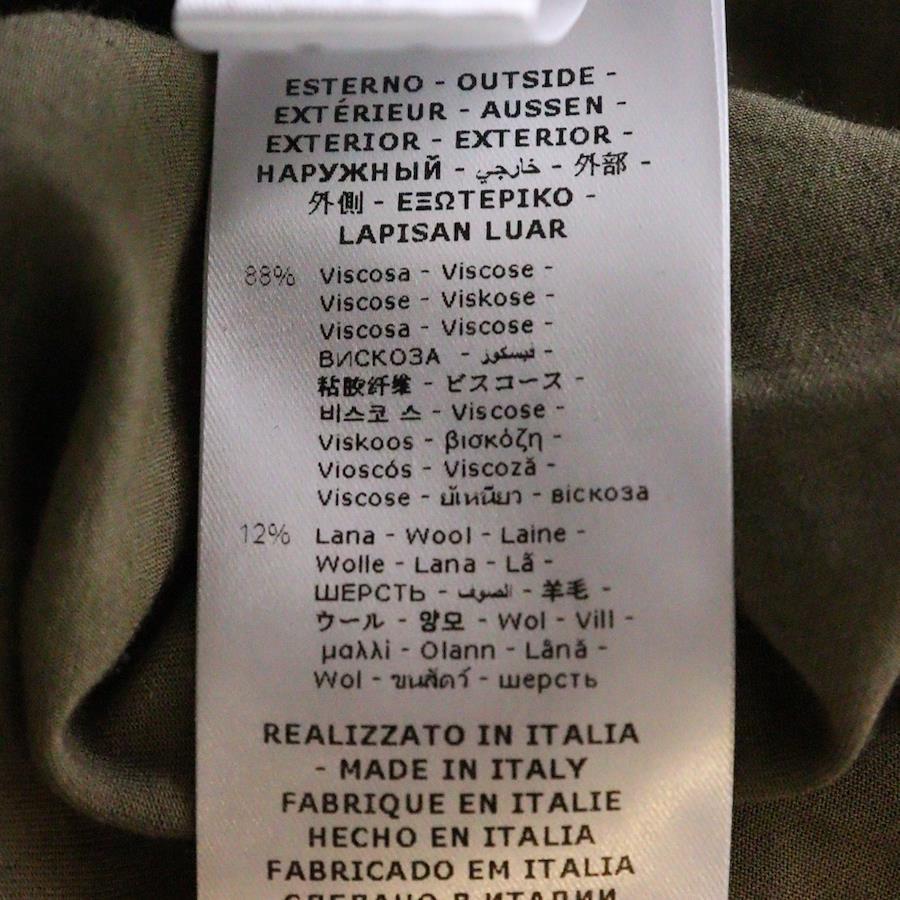 ESTERNO - OUTSIDE -
EXTÉRIEUR - AUSSEN -
EXTERIOR - EXTERIOR -
НАРУЖНЫЙ - خارجي - 外部 -
外側 - ΕΞΩΤΕΡΙΚΟ -
LAPISAN LUAR
88% Viscosa - Viscose -
Viscose - Viskose -
Viscosa - Viscose -
ВИСКОЗА - فيسكوز -
粘胶纤维 - ビスコース -
비스코 스 - Viscose -
Viskoos - βισκόζη -
Vioscós - Viscoză -
Viscose - - віскоза
12% Lana - Wool - Laine -
Wolle - Lana - Lã -
ШЕРСТЬ - الصوف - 羊毛 -
ウール - 양모 - Wol - Vill -
μαλλί - Olann - Lână -
Wol - ขนสัตว์ - шерсть
REALIZZATO IN ITALIA
- MADE IN ITALY
FABRIQUE EN ITALIE
HECHO EN ITALIA
FABRICADO EM ITALIA
СДЕЛАНО В ИТАЛИИ